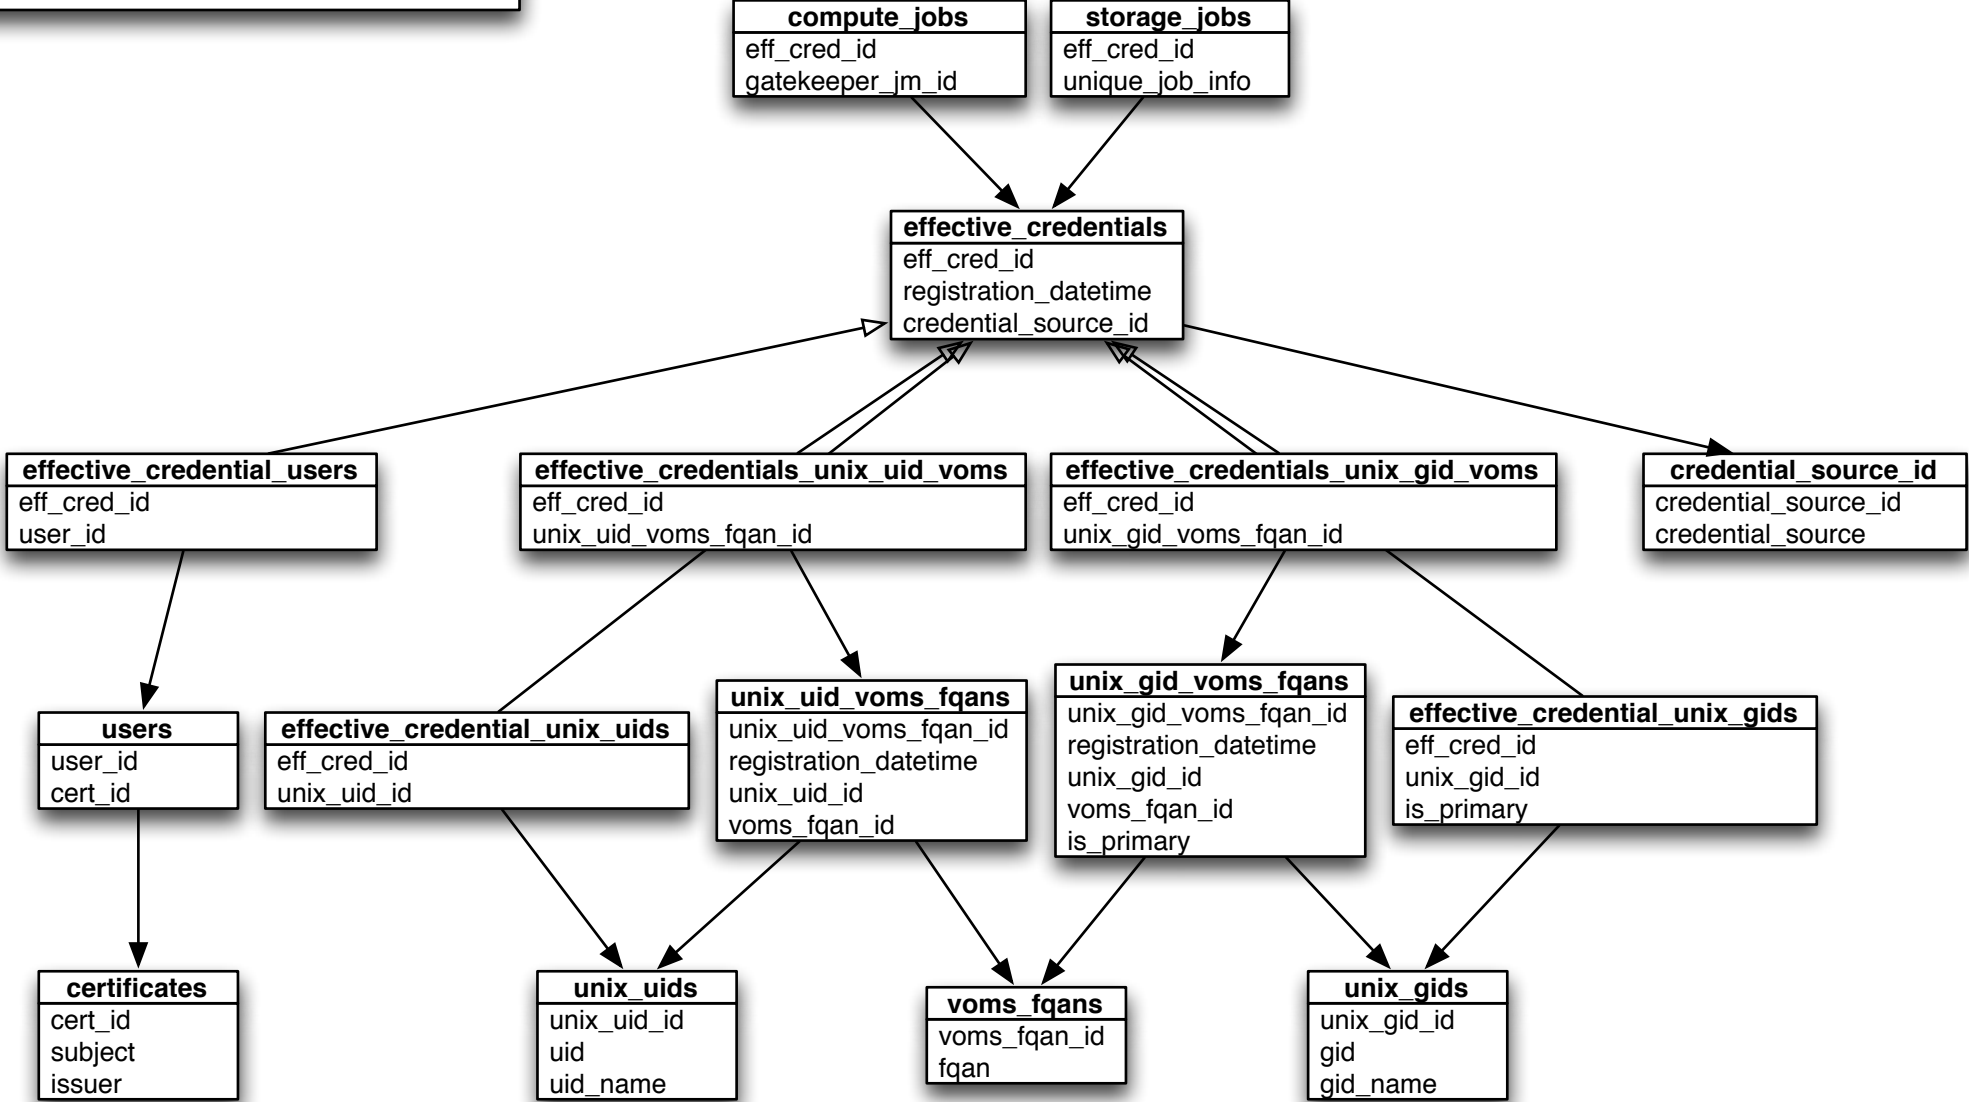 compute_jobs
eff_cred_id
gatekeeper_jm_id
storage_jobs
eff_cred_id
unique_job_info
effective_credentials
eff_cred_id
registration_datetime
credential_source_id
effective_credential_users
eff_cred_id
user_id
effective_credentials_unix_uid_voms
eff_cred_id
unix_uid_voms_fqan_id
effective_credentials_unix_gid_voms
eff_cred_id
unix_gid_voms_fqan_id
credential_source_id
credential_source_id
credential_source
users
user_id
cert_id
effective_credential_unix_uids
eff_cred_id
unix_uid_id
unix_uid_voms_fqans
unix_uid_voms_fqan_id
registration_datetime
unix_uid_id
voms_fqan_id
unix_gid_voms_fqans
unix_gid_voms_fqan_id
registration_datetime
unix_gid_id
voms_fqan_id
is_primary
effective_credential_unix_gids
eff_cred_id
unix_gid_id
is_primary
certificates
cert_id
subject
issuer
unix_uids
unix_uid_id
uid
uid_name
voms_fqans
voms_fqan_id
fqan
unix_gids
unix_gid_id
gid
gid_name